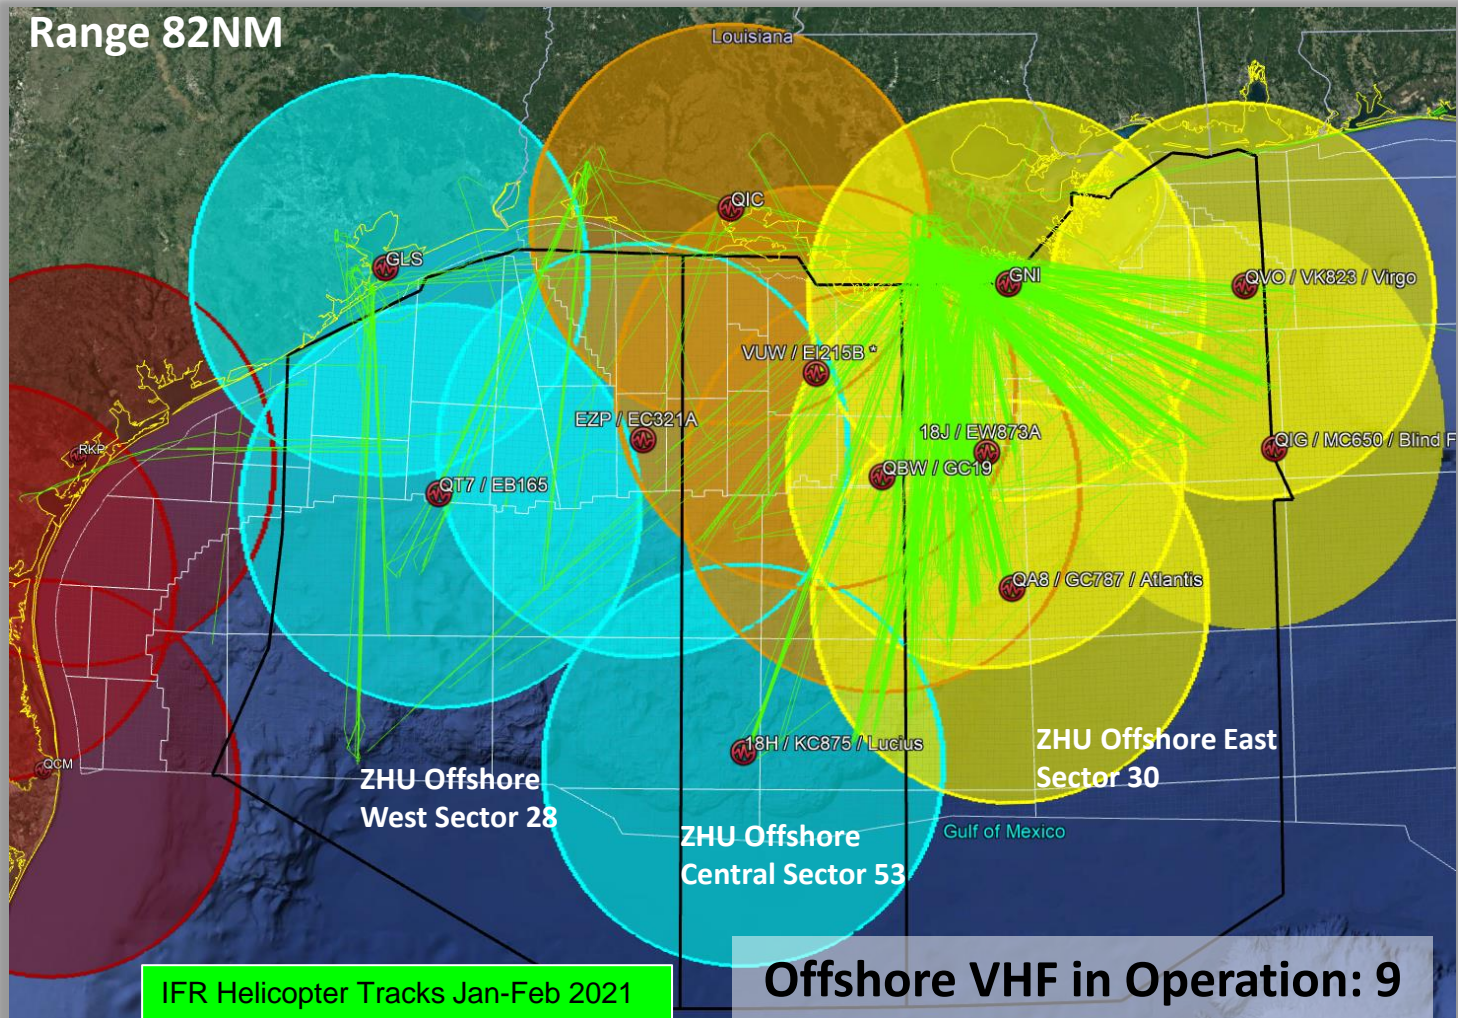 Range 82NM
Louisiana
QIC
GLS
GNI
QVO / VK823 / Virgo
VUW / EI215B *
EZP / EC321A
18J / EW873A
QIG / MC650 / Blind F
RKP
QBW / GC19
QT7 / EB165
QA8 / GC787 / Atlantis
18H / KC875 / Lucius
QCM
ZHU Offshore East
Sector 30
ZHU Offshore
West Sector 28
ZHU Offshore
Central Sector 53
Gulf of Mexico
IFR Helicopter Tracks Jan-Feb 2021
Offshore VHF in Operation: 9